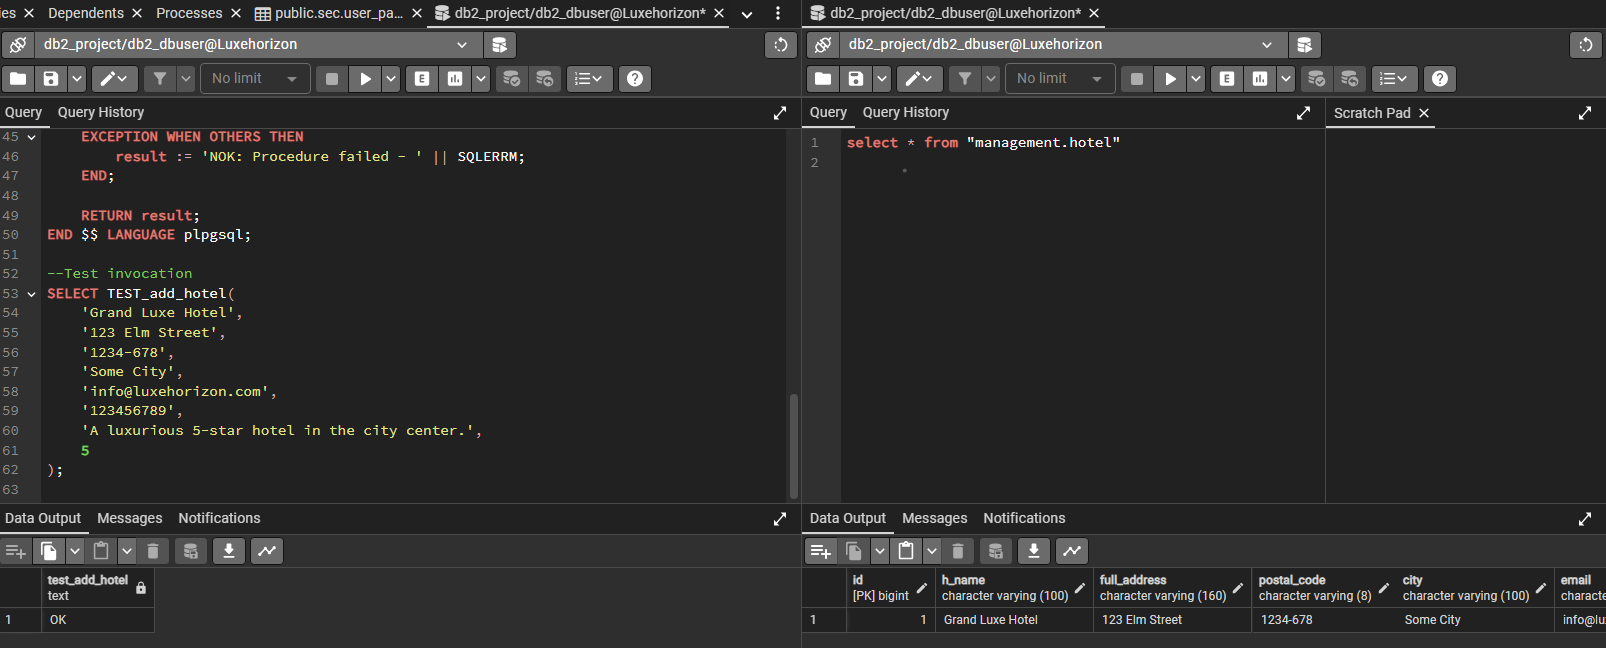 es
Dependents
Processes
public.sec.user_pa...
db2_project/db2_dbuser@Luxehorizon*
db2_project/db2_dbuser@Luxehorizon
No limit
E
Query
Query History
45 EXCEPTION WHEN OTHERS THEN
46 result := 'NOK: Procedure failed - ' || SQLERRM;
47 END;
48
49 RETURN result;
50 END $$ LANGUAGE plpgsql;
51
52 --Test invocation
53 SELECT TEST_add_hotel(
54 'Grand Luxe Hotel',
55 '123 Elm Street',
56 '1234-678',
57 'Some City',
58 'info@luxehorizon.com',
59 '123456789',
60 'A luxurious 5-star hotel in the city center.',
61 5
62 );
63
Data Output
Messages
Notifications
test_add_hotel
text
1 OK
db2_project/db2_dbuser@Luxehorizon*
db2_project/db2_dbuser@Luxehorizon
No limit
E
Query
Query History
Scratch Pad
1 select * from "management.hotel"
2
Data Output
Messages
Notifications
id h_name full_address postal_code city email
[PK] bigint character varying (100) character varying (160) character varying (8) character varying (100) characte
1 1 Grand Luxe Hotel 123 Elm Street 1234-678 Some City info@lu